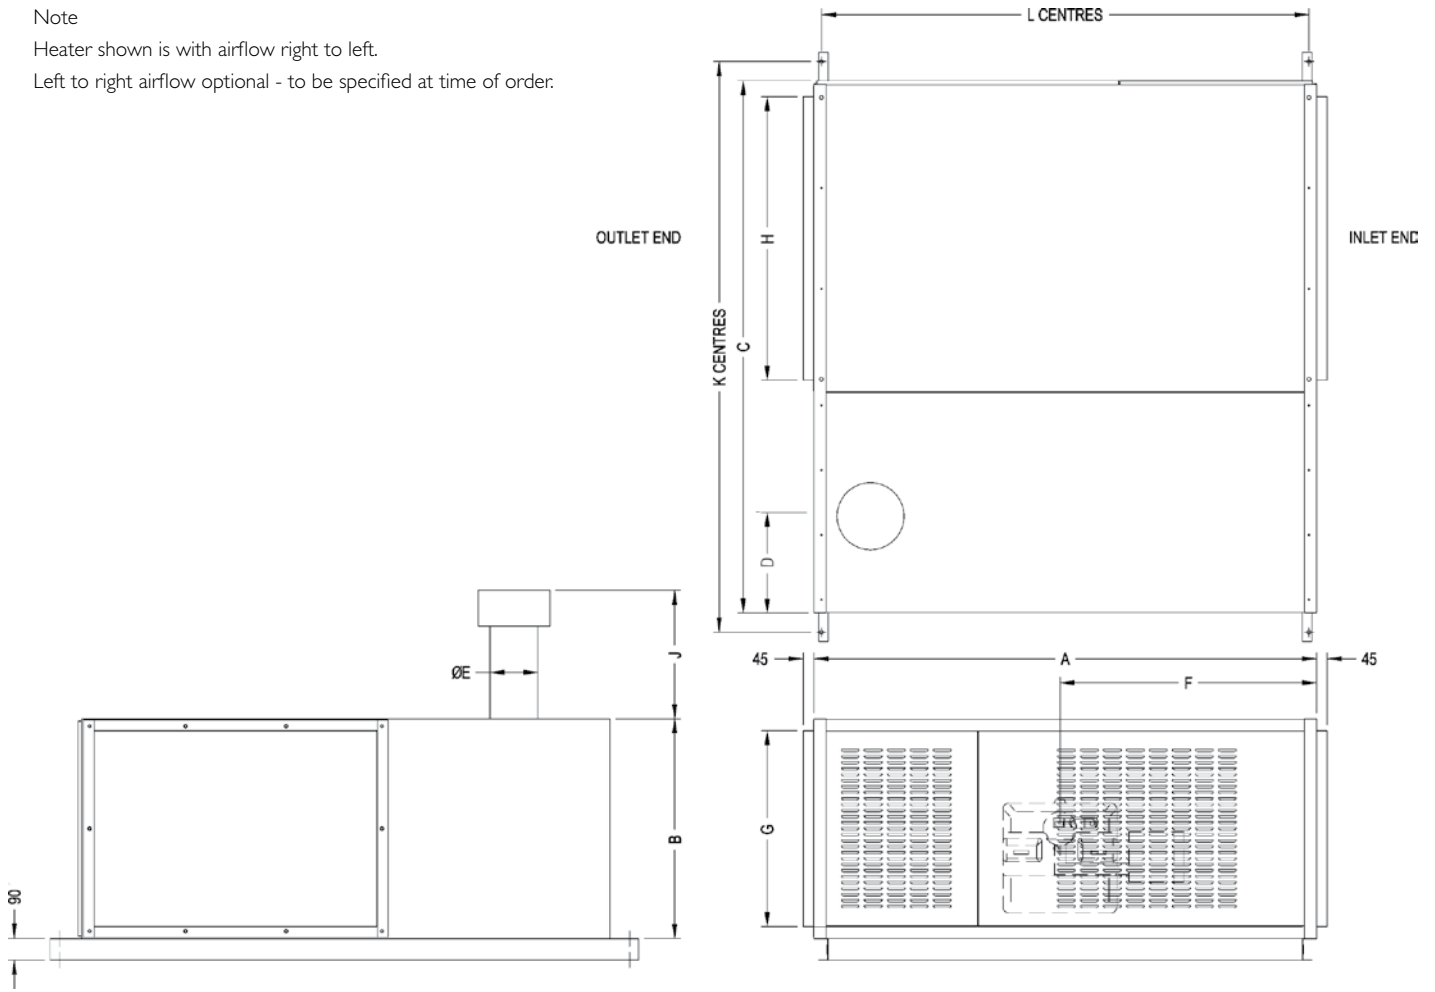 Note
Heater shown is with airflow right to left.
Left to right airflow optional - to be specified at time of order.
L CENTRES
OUTLET END
INLET END
H
K CENTRES
C
D
J
ØE
45
A
45
F
B
G
90